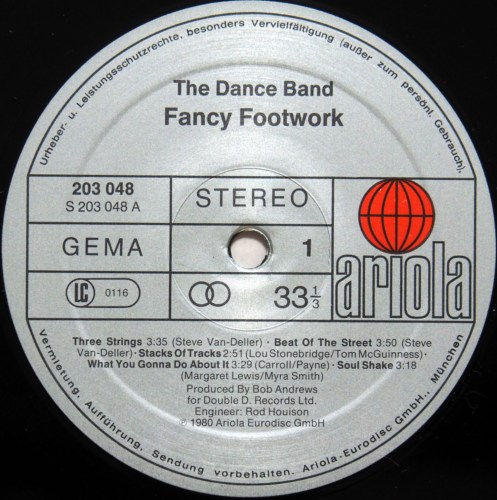 Urheber- u. Leistungsschutzrechte, besonders Vervielfältigung (außer zum persönl. Gebrauch),
The Dance Band
Fancy Footwork
203 048
S 203 048 A
STEREO
GEMA
1
LC 0116
33 1/3
ariola
Three Strings 3:35 (Steve Van-Deller) · Beat Of The Street 3:50 (Steve
Van-Deller) · Stacks Of Tracks 2:51 (Lou Stonebridge/Tom McGuinness) ·
What You Gonna Do About It 3:29 (Carroll/Payne) · Soul Shake 3:18
(Margaret Lewis/Myra Smith)
Produced By Bob Andrews
for Double D. Records Ltd.
Engineer: Rod Houison
℗ 1980 Ariola Eurodisc GmbH
Vermietung, Aufführung, Sendung vorbehalten. Ariola-Eurodisc GmbH., München